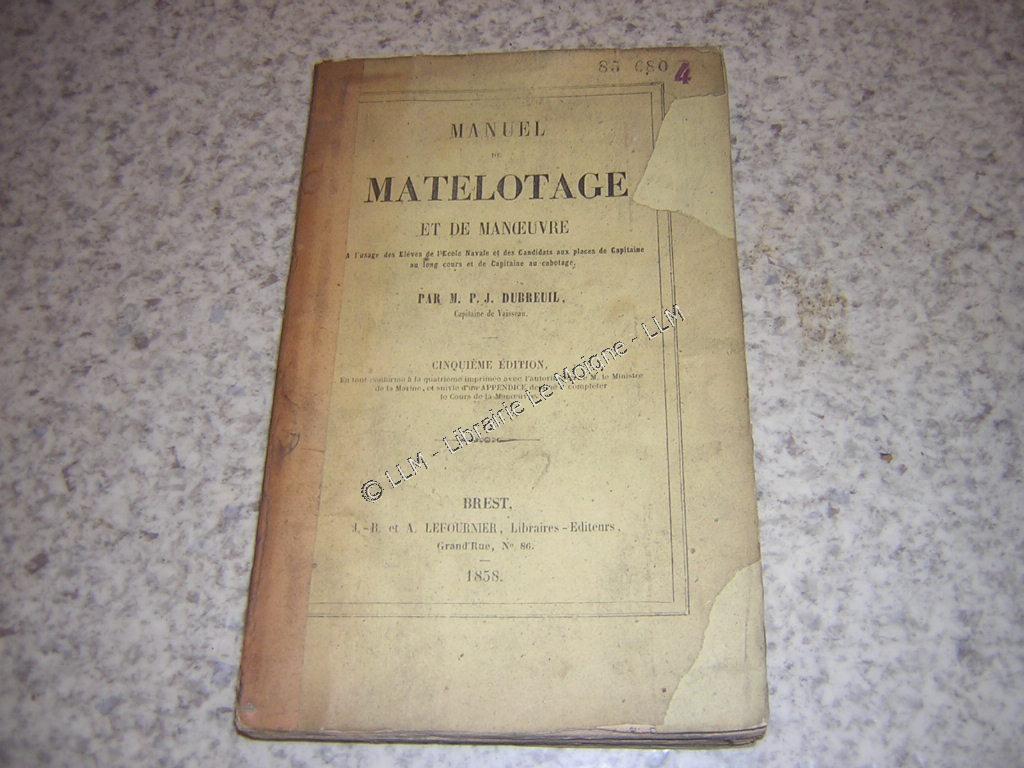 85 680
4
MANUEL
DE
MATELOTAGE
ET DE MANŒUVRE
A l'usage des Elèves de l'Ecole Navale et des Candidats aux places de Capitaine
au long cours et de Capitaine au cabotage,
PAR M. P. J. DUBREUIL,
Capitaine de Vaisseau.
CINQUIÈME ÉDITION,
En tout conforme à la quatrième imprimée avec l'autorisation M. le Ministre
de la Marine, et suivie d'un APPENDICE compléter
le Cours de la Manœuvre
© LLM - Librairie Le Moigne - LLM
BREST,
J.-B. et A. LEFOURNIER, Libraires-Editeurs,
Grand'Rue, No 86.
1858.